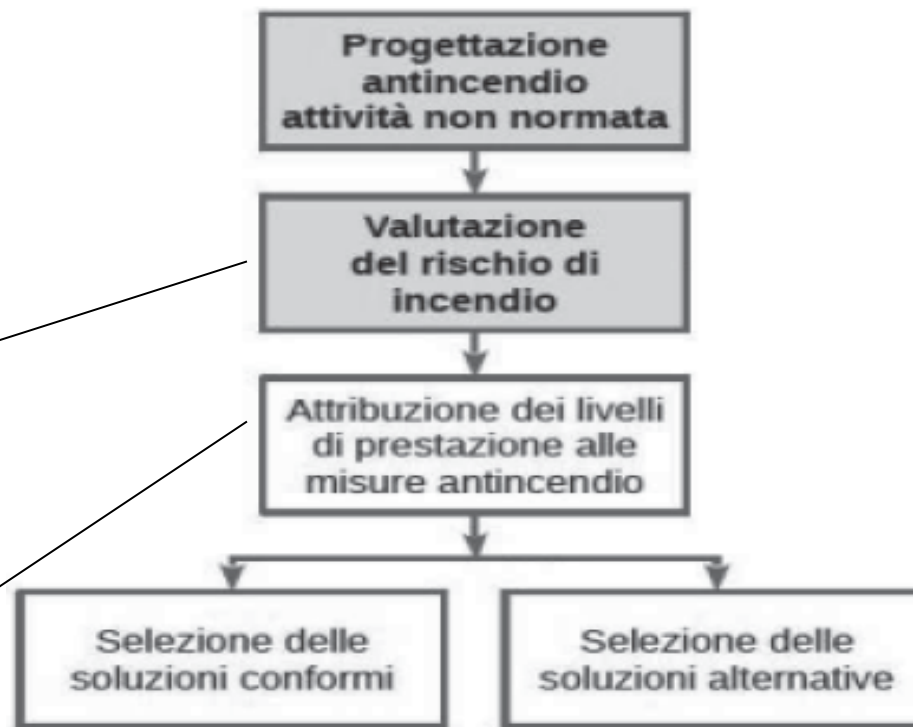 Progettazione
antincendio
attività non normata
Valutazione
del rischio di
incendio
Attribuzione dei livelli
di prestazione alle
misure antincendio
Selezione delle
soluzioni conformi
Selezione delle
soluzioni alternative